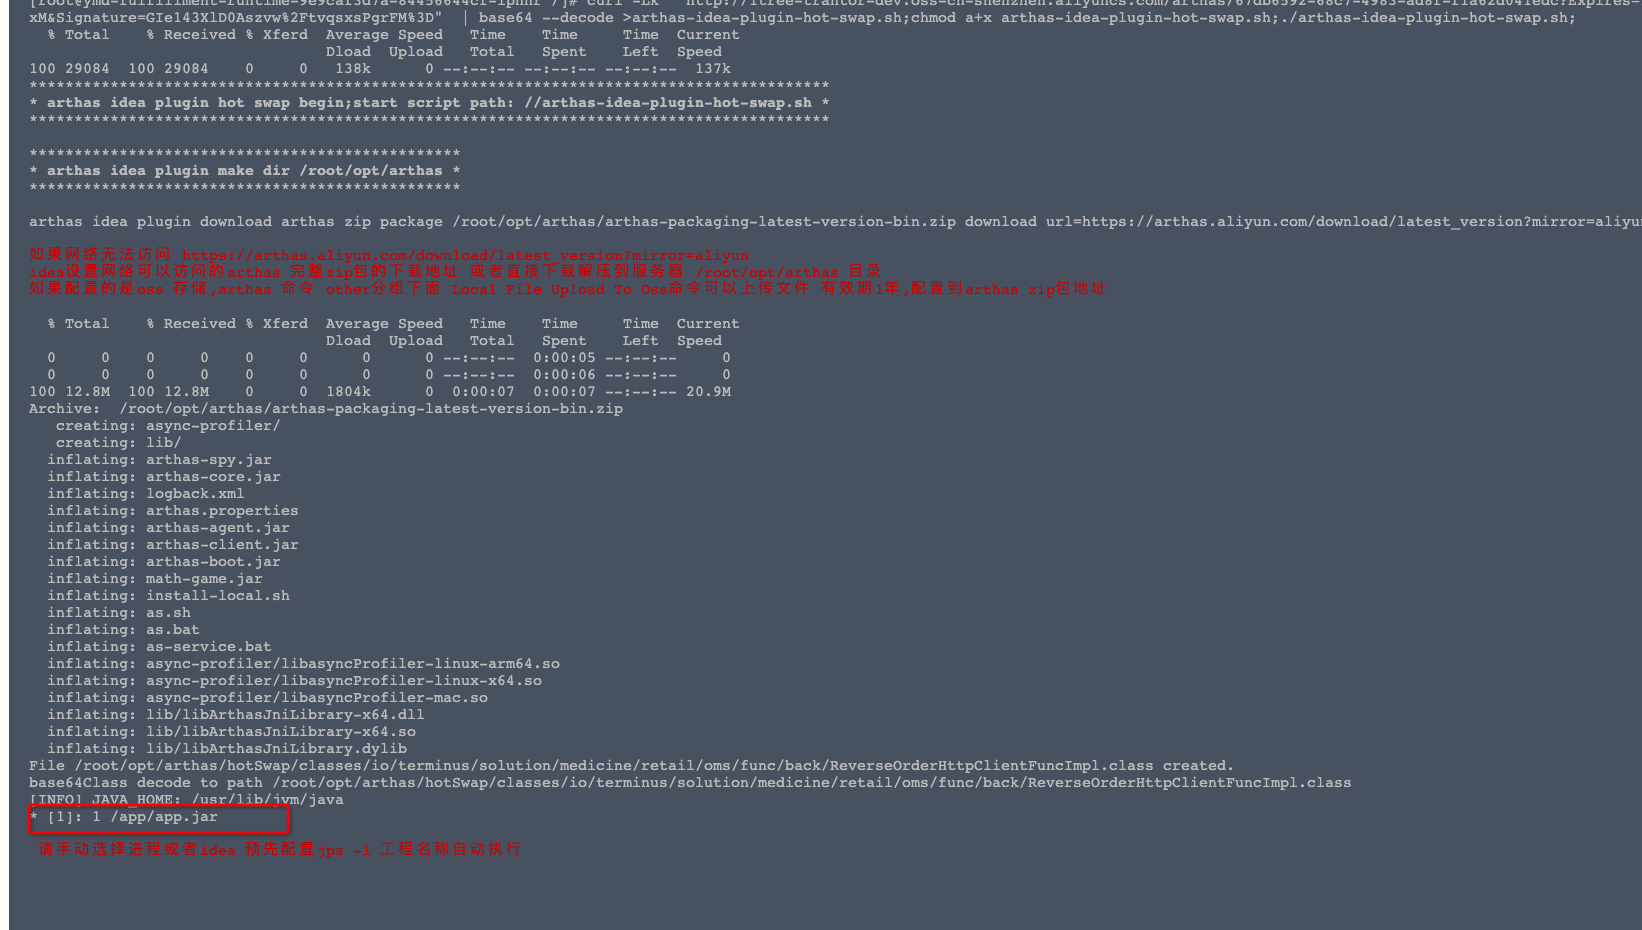 xM&Signature=GIe143XlD0Aszvw%2FtvqsxsPgrFM%3D" | base64 --decode >arthas-idea-plugin-hot-swap.sh;chmod a+x arthas-idea-plugin-hot-swap.sh;./arthas-idea-plugin-hot-swap.sh;
% Total % Received % Xferd Average Speed Time Time Time Current
Dload Upload Total Spent Left Speed
100 29084 100 29084 0 0 138k 0 --:--:-- --:--:-- --:--:-- 137k
*****************************************************************************************
* arthas idea plugin hot swap begin;start script path: //arthas-idea-plugin-hot-swap.sh *
*****************************************************************************************
************************************************
* arthas idea plugin make dir /root/opt/arthas *
************************************************
arthas idea plugin download arthas zip package /root/opt/arthas/arthas-packaging-latest-version-bin.zip download url=https://arthas.aliyun.com/download/latest_version?mirror=aliyu
如果网络无法访问 https://arthas.aliyun.com/download/latest_version?mirror=aliyun
idea设置网络可以访问的arthas 完整zip包的下载地址 或者直接下载解压到服务器 /root/opt/arthas 目录
如果配置的是oss 存储,arthas 命令 other分组下面 Local File Upload To Oss命令可以上传文件 有效期1年,配置到arthas zip包地址
% Total % Received % Xferd Average Speed Time Time Time Current
Dload Upload Total Spent Left Speed
0 0 0 0 0 0 0 0 --:--:-- 0:00:05 --:--:-- 0
0 0 0 0 0 0 0 0 --:--:-- 0:00:06 --:--:-- 0
100 12.8M 100 12.8M 0 0 1804k 0 0:00:07 0:00:07 --:--:-- 20.9M
Archive: /root/opt/arthas/arthas-packaging-latest-version-bin.zip
creating: async-profiler/
creating: lib/
inflating: arthas-spy.jar
inflating: arthas-core.jar
inflating: logback.xml
inflating: arthas.properties
inflating: arthas-agent.jar
inflating: arthas-client.jar
inflating: arthas-boot.jar
inflating: math-game.jar
inflating: install-local.sh
inflating: as.sh
inflating: as.bat
inflating: as-service.bat
inflating: async-profiler/libasyncProfiler-linux-arm64.so
inflating: async-profiler/libasyncProfiler-linux-x64.so
inflating: async-profiler/libasyncProfiler-mac.so
inflating: lib/libArthasJniLibrary-x64.dll
inflating: lib/libArthasJniLibrary-x64.so
inflating: lib/libArthasJniLibrary.dylib
File /root/opt/arthas/hotSwap/classes/io/terminus/solution/medicine/retail/oms/func/back/ReverseOrderHttpClientFuncImpl.class created.
base64Class decode to path /root/opt/arthas/hotSwap/classes/io/terminus/solution/medicine/retail/oms/func/back/ReverseOrderHttpClientFuncImpl.class
[INFO] JAVA_HOME: /usr/lib/jvm/java
* [1]: 1 /app/app.jar
请手动选择进程或者idea 预先配置jps -l 工程名称自动执行